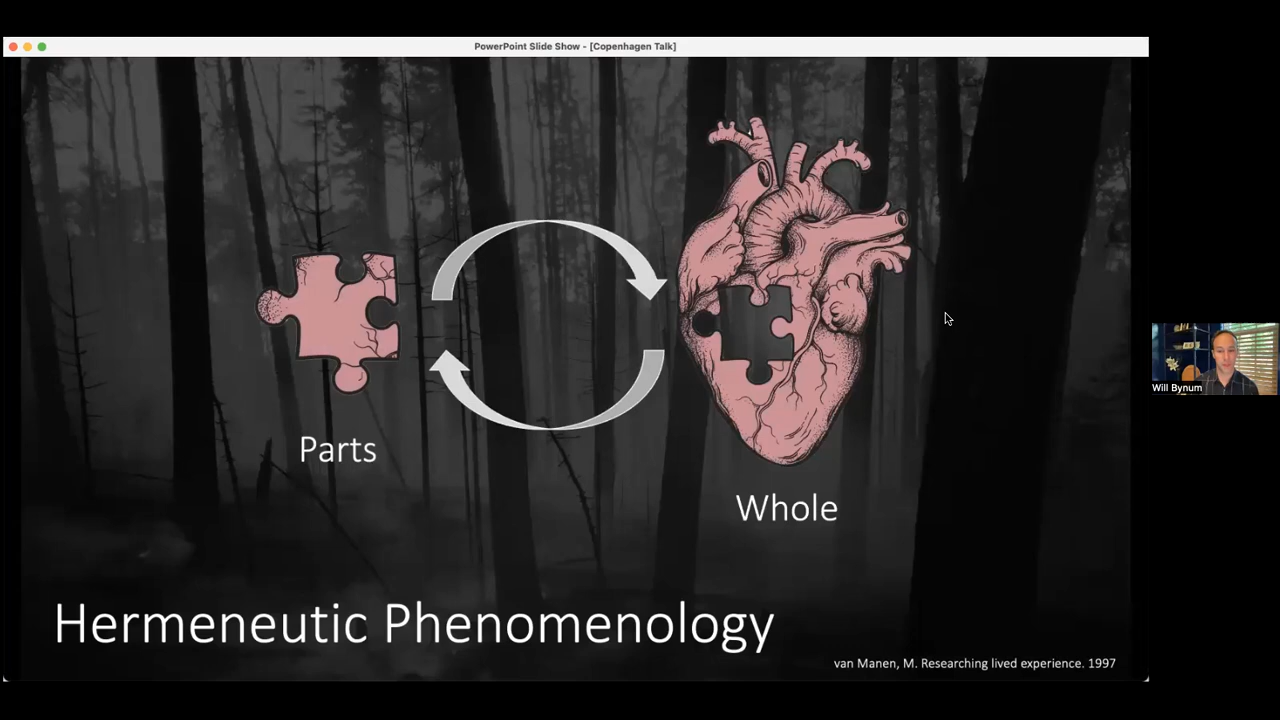 PowerPoint Slide Show - [Copenhagen Talk]
Parts
Whole
Will Bynum
Hermeneutic Phenomenology
van Manen, M. Researching lived experience. 1997